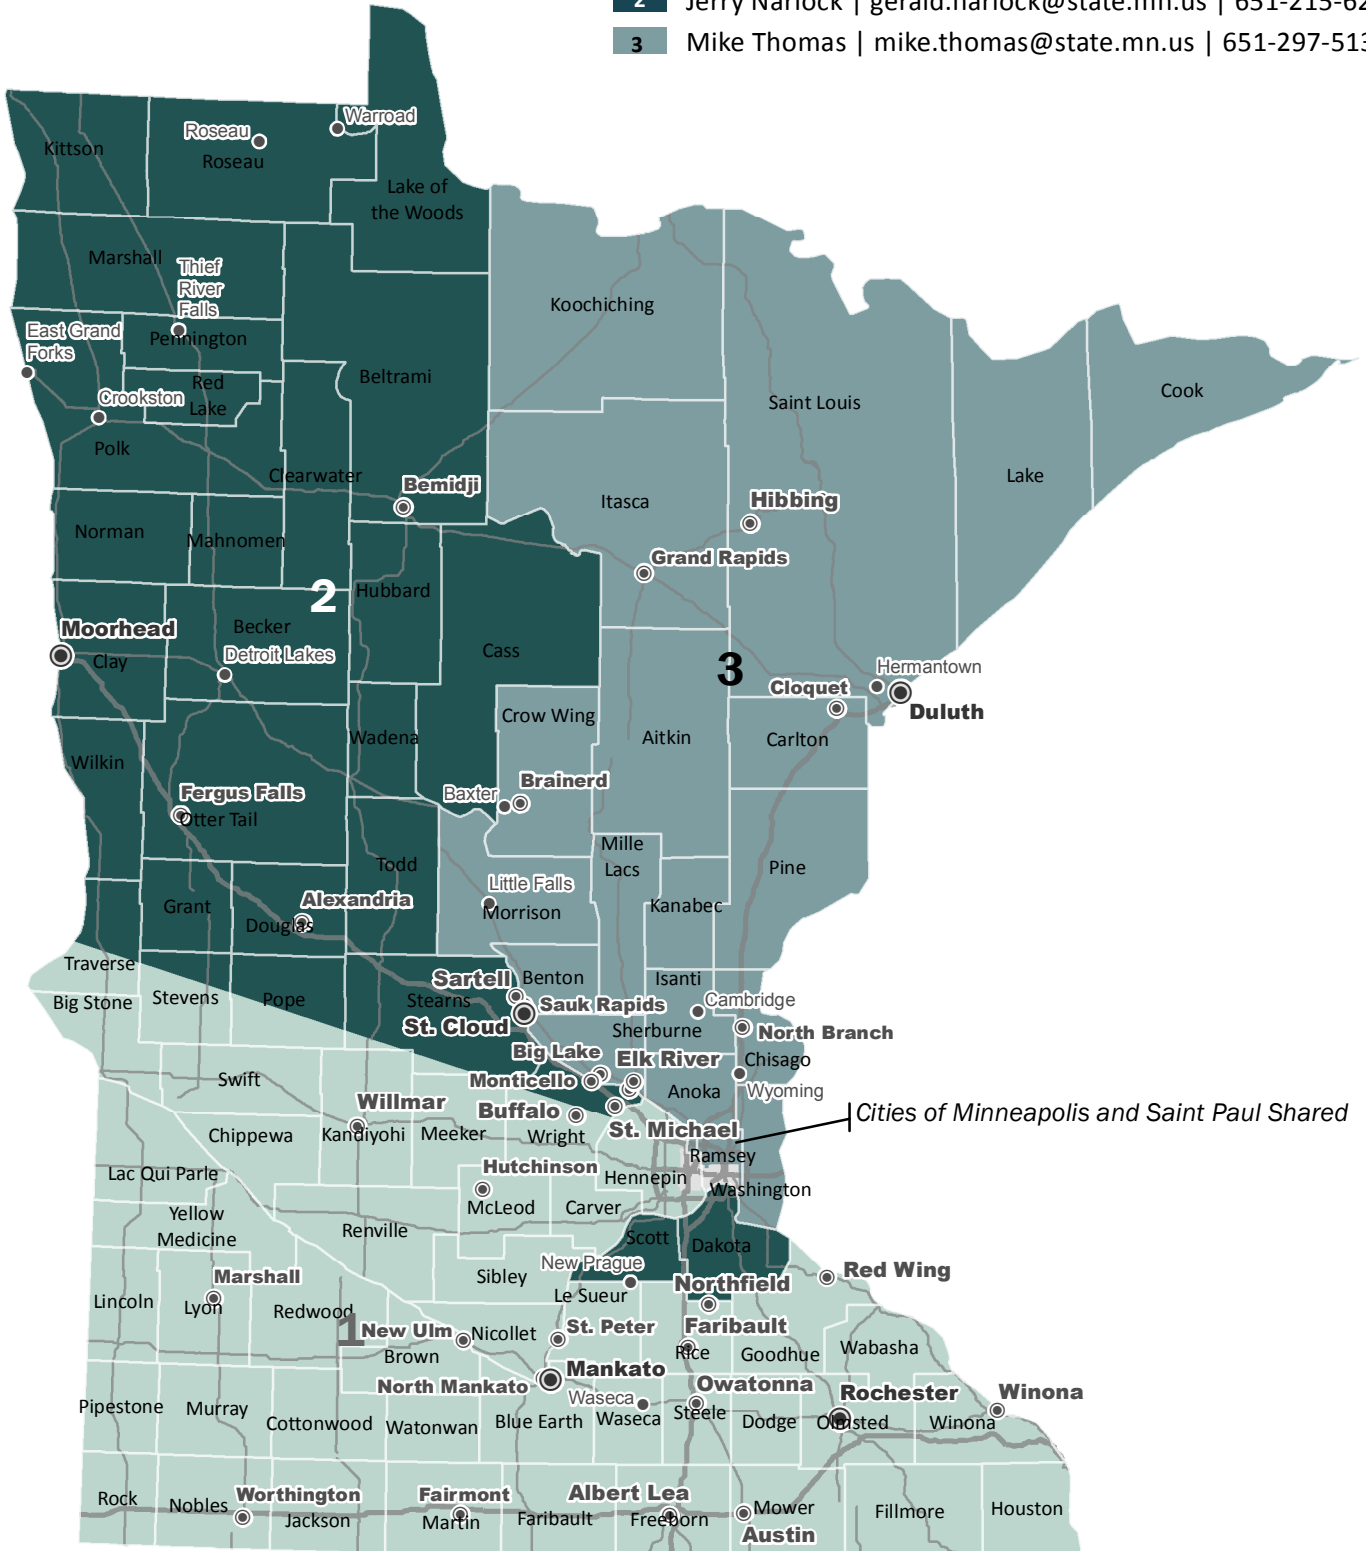 2 Jerry Narlock | gerald.narlock@state.mn.us | 651-215-62
3 Mike Thomas | mike.thomas@state.mn.us | 651-297-513
Warroad
Roseau
Kittson
Roseau
Lake of
the Woods
Marshall
Thief
River
Falls
Koochiching
East Grand
Forks
Pennington
Red
Lake
Beltrami
Crookston
Saint Louis
Cook
Polk
Clearwater
Lake
Bemidji
Itasca
Hibbing
Norman
Mahnomen
Grand Rapids
2
Hubbard
Moorhead
Becker
Detroit Lakes
Clay
Cass
3
Hermantown
Cloquet
Duluth
Crow Wing
Wadena
Aitkin
Carlton
Wilkin
Fergus Falls
Otter Tail
Baxter
Brainerd
Todd
Mille
Lacs
Pine
Little Falls
Morrison
Kanabec
Grant
Alexandria
Douglas
Traverse
Big Stone
Stevens
Pope
Stearns
Sartell
Benton
Isanti
Sauk Rapids
Cambridge
St. Cloud
Sherburne
North Branch
Big Lake
Elk River
Chisago
Swift
Monticello
Anoka
Wyoming
Willmar
Buffalo
Cities of Minneapolis and Saint Paul Shared
Chippewa
Kandiyohi
Meeker
Wright
St. Michael
Ramsey
Lac Qui Parle
Hutchinson
Hennepin
Washington
Yellow
Medicine
McLeod
Carver
Renville
Scott
Dakota
New Prague
Marshall
Sibley
Northfield
Red Wing
Lincoln
Lyon
Redwood
Le Sueur
1
New Ulm
Nicollet
St. Peter
Faribault
Brown
Rice
Goodhue
Wabasha
Mankato
North Mankato
Waseca
Owatonna
Rochester
Winona
Pipestone
Murray
Cottonwood
Watonwan
Blue Earth
Waseca
Steele
Dodge
Olmsted
Winona
Rock
Nobles
Worthington
Jackson
Fairmont
Martin
Faribault
Albert Lea
Freeborn
Mower
Austin
Fillmore
Houston